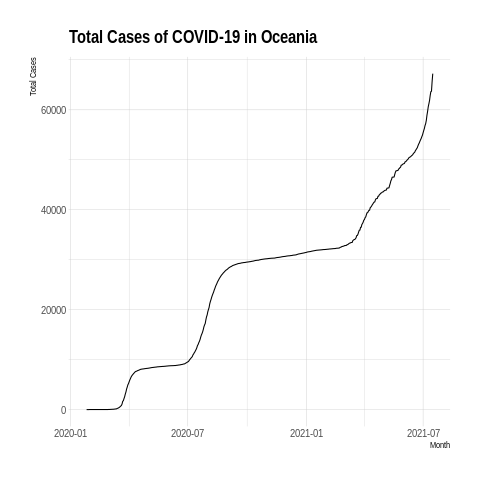 Total Cases of COVID-19 in Oceania
Total Cases
60000
40000
20000
0
2020-01 2020-07 2021-01 2021-07
Month